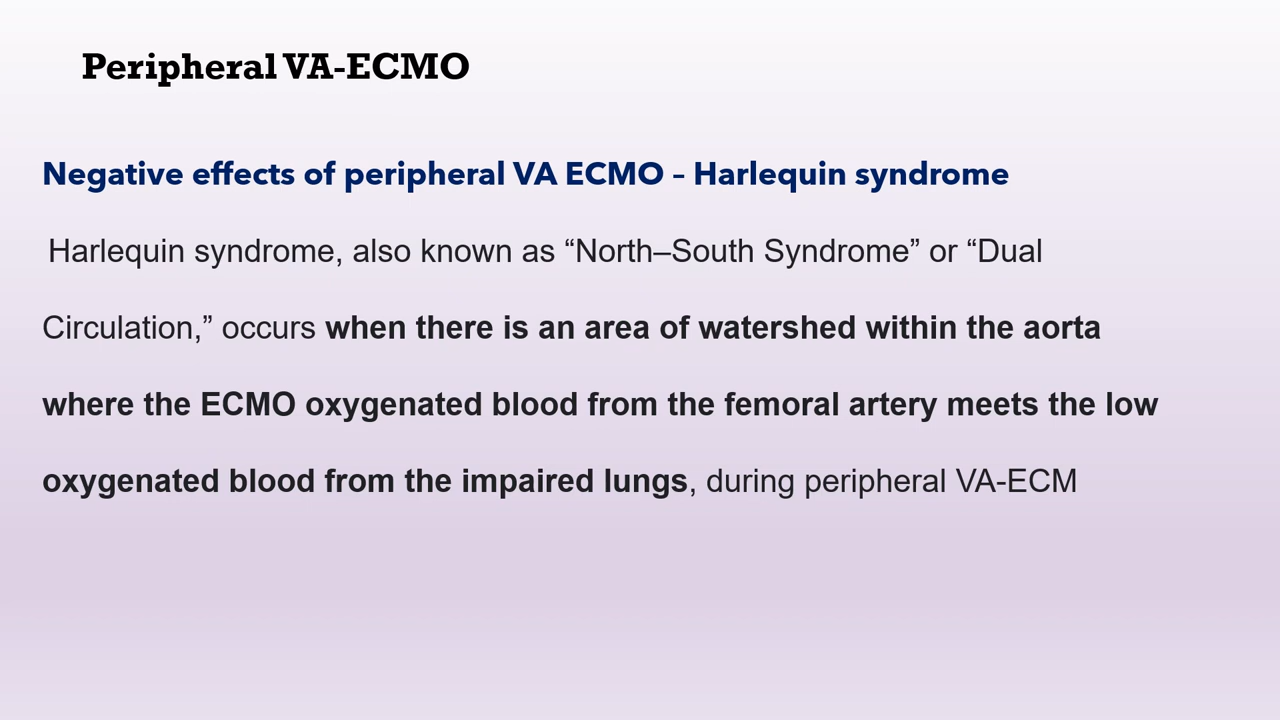 Peripheral VA-ECMO
Negative effects of peripheral VA ECMO – Harlequin syndrome
Harlequin syndrome, also known as “North–South Syndrome” or “Dual
Circulation,” occurs when there is an area of watershed within the aorta
where the ECMO oxygenated blood from the femoral artery meets the low
oxygenated blood from the impaired lungs, during peripheral VA-ECM